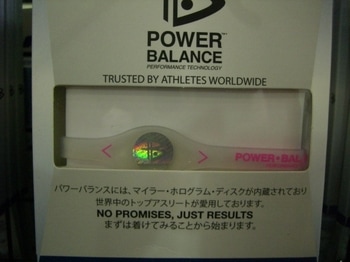 POWER
BALANCE
PERFORMANCE TECHNOLOGY
TRUSTED BY ATHLETES WORLDWIDE
POWER•BAL
パワーバランスには、マイラー・ホログラム・ディスクが内蔵されており
世界中のトップアスリートが愛用しております。
NO PROMISES, JUST RESULTS
まずは着けてみることから始まります。